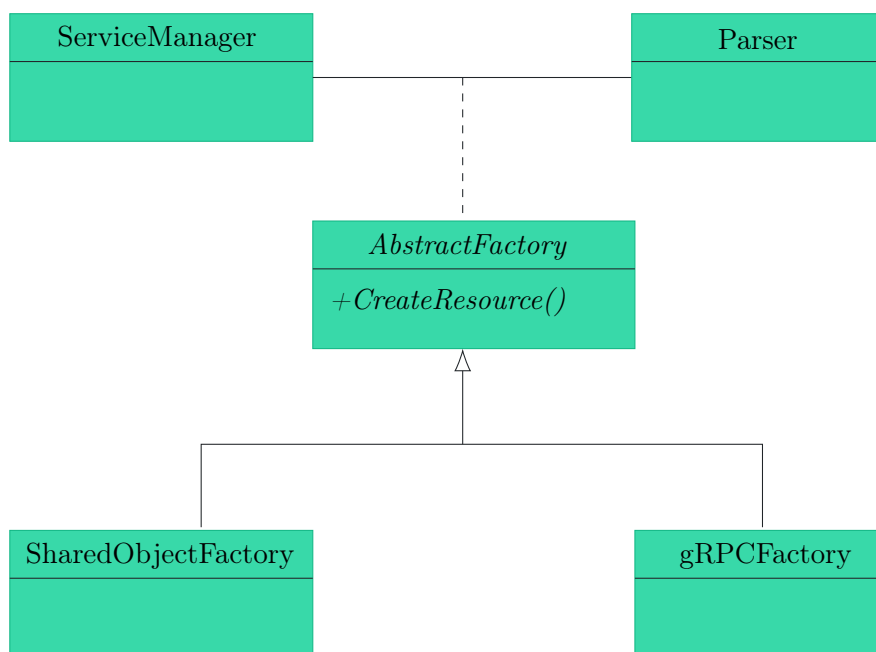 ServiceManager
Parser
AbstractFactory
+CreateResource()
SharedObjectFactory
gRPCFactory